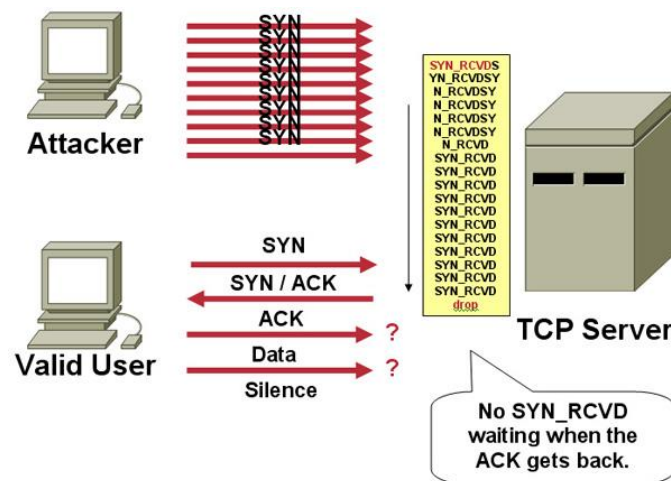 SYN
SYN
SYN
SYN
SYN
SYN
SYN
SYN
SYN
Attacker
SYN_RCVDS
YN_RCVDSY
N_RCVDSY
N_RCVDSY
N_RCVDSY
N_RCVDSY
N_RCVD
SYN_RCVD
SYN_RCVD
SYN_RCVD
SYN_RCVD
SYN_RCVD
SYN_RCVD
SYN_RCVD
SYN_RCVD
SYN_RCVD
SYN_RCVD
SYN_RCVD
drop
TCP Server
SYN
SYN / ACK
ACK
?
Data
?
Silence
Valid User
No SYN_RCVD
waiting when the
ACK gets back.